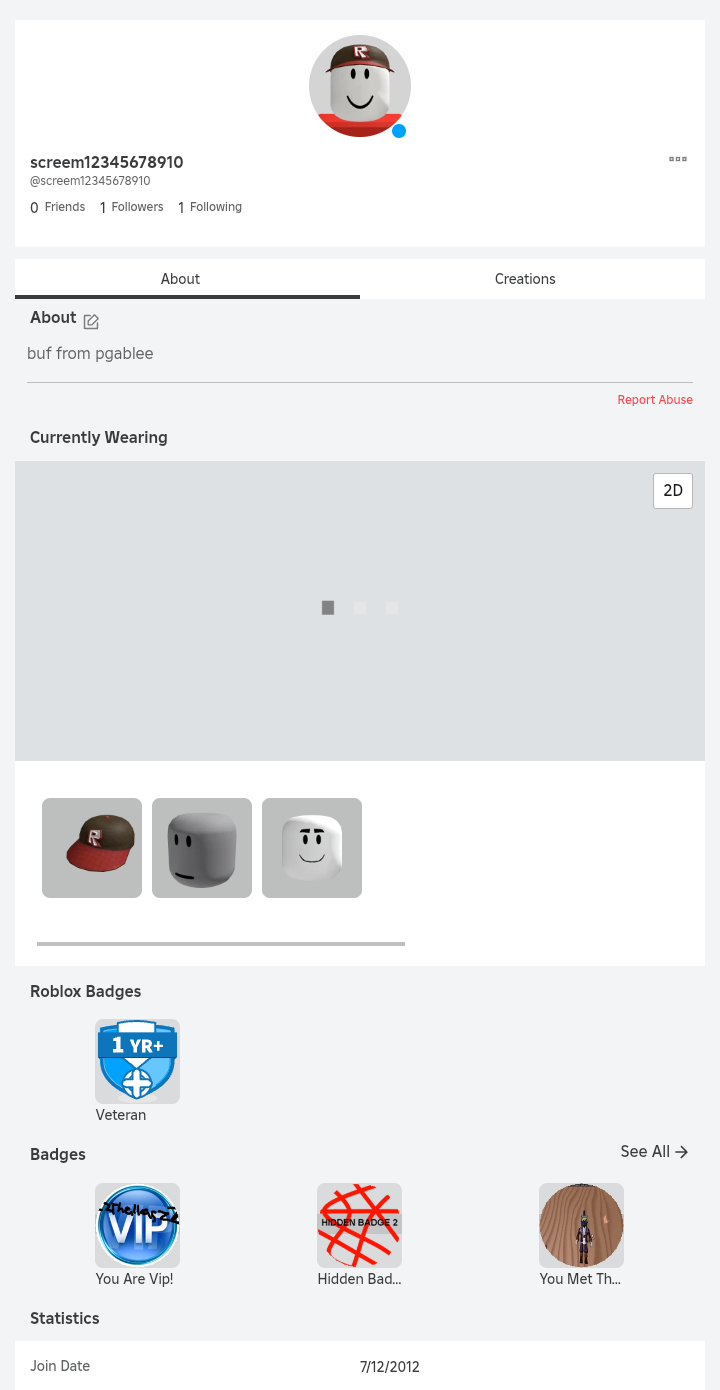 R
screem12345678910
@screem12345678910
0 Friends 1 Followers 1 Following
About Creations
About
buf from pgablee
Report Abuse
Currently Wearing
2D
R
Roblox Badges
1 YR+
Veteran
Badges See All
VIP HIDDEN BADGE 2
You Are Vip! Hidden Bad... You Met Th...
Statistics
Join Date 7/12/2012